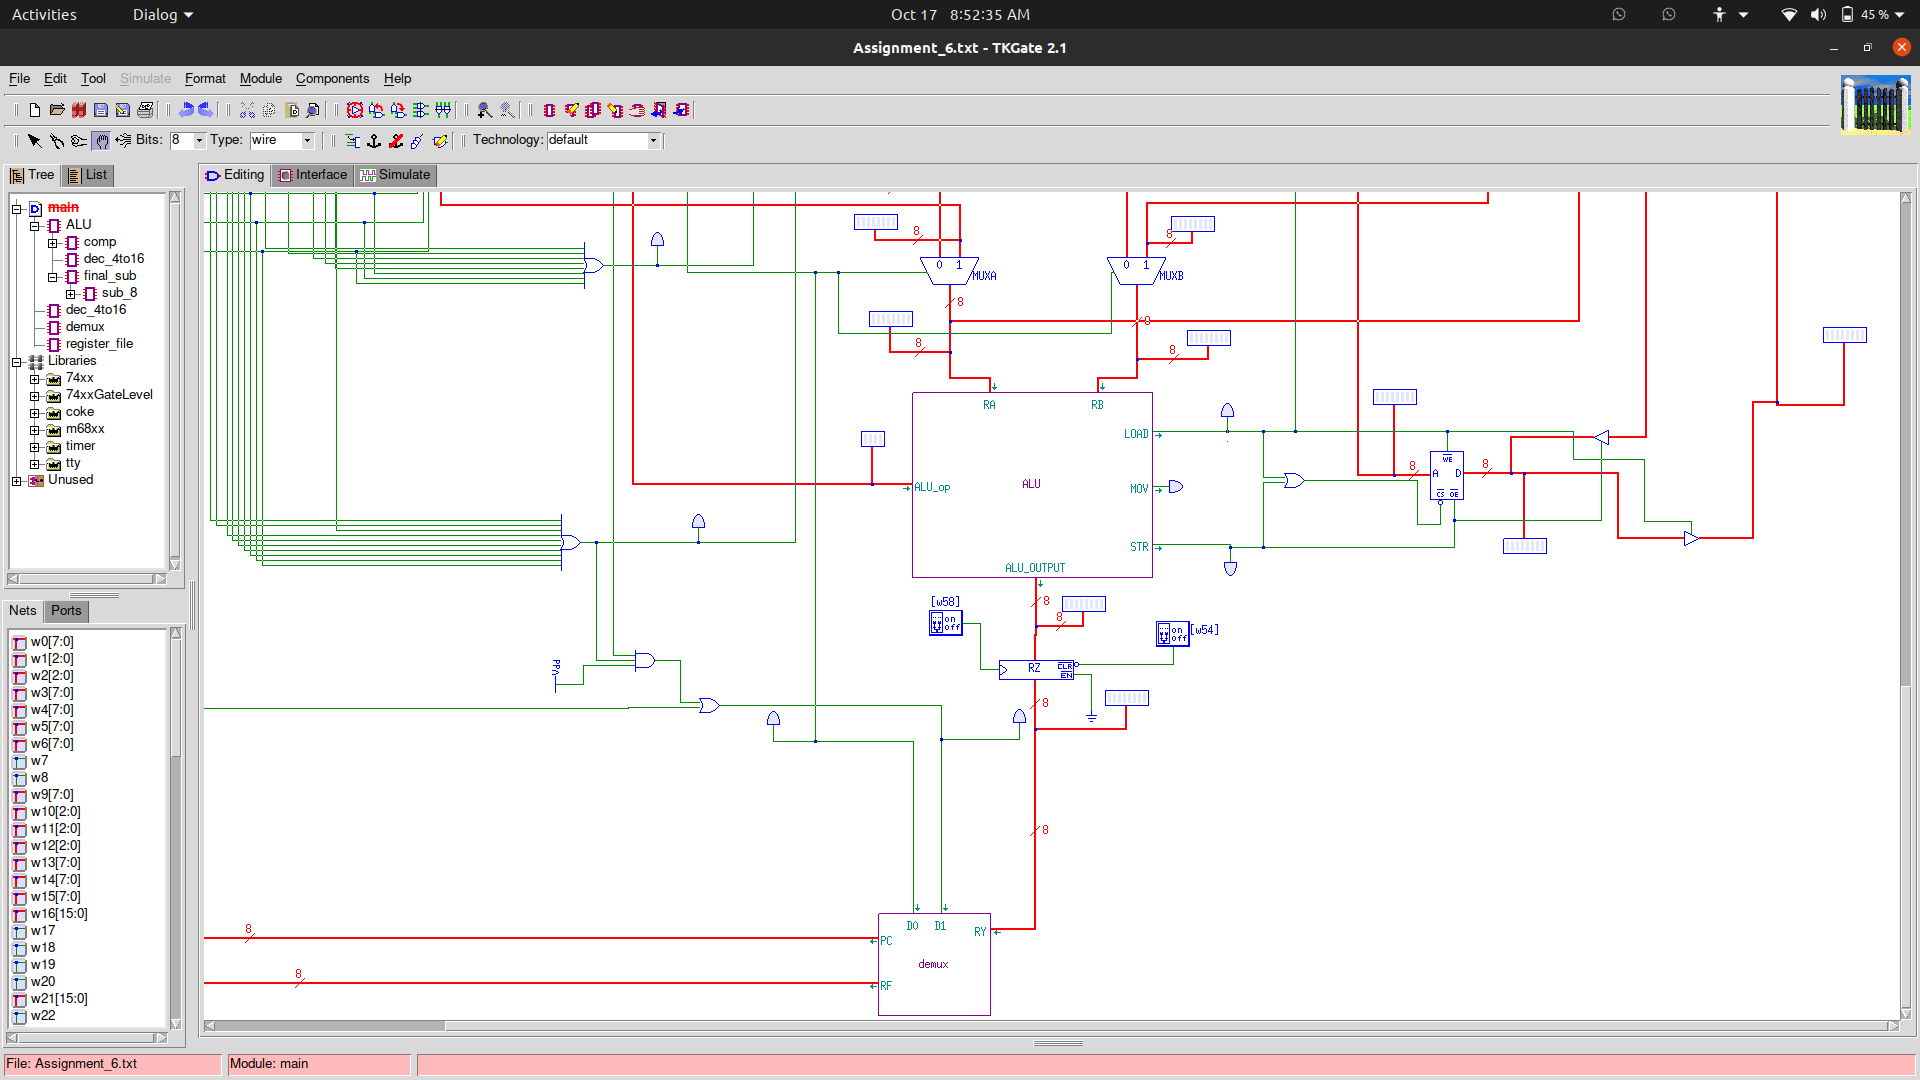 Activities Dialog Oct 17 8:52:35 AM 45 %
Assignment_6.txt - TKGate 2.1
File Edit Tool Simulate Format Module Components Help
Bits: 8 Type: wire Technology: default
Tree List
Editing Interface Simulate
main
ALU
comp
dec_4to16
final_sub
sub_8
dec_4to16
demux
register_file
Libraries
74xx
74xxGateLevel
coke
m68xx
timer
tty
Unused
Nets Ports
w0[7:0]
w1[2:0]
w2[2:0]
w3[7:0]
w4[7:0]
w5[7:0]
w6[7:0]
w7
w8
w9[7:0]
w10[2:0]
w11[2:0]
w12[2:0]
w13[7:0]
w14[7:0]
w15[7:0]
w16[15:0]
w17
w18
w19
w20
w21[15:0]
w22
8 8
0 1 MUXA 0 1 MUXB
8 8
8 8
RA RB
LOAD
ALU_op ALU MOV
STR
ALU_OUTPUT
8 WE 8
A D
CS OE
[w58] 8
on off 8
on off [w54]
RZ CLR
EN
8
8
D0 D1 RY
8 PC
demux
8 RF
File: Assignment_6.txt Module: main